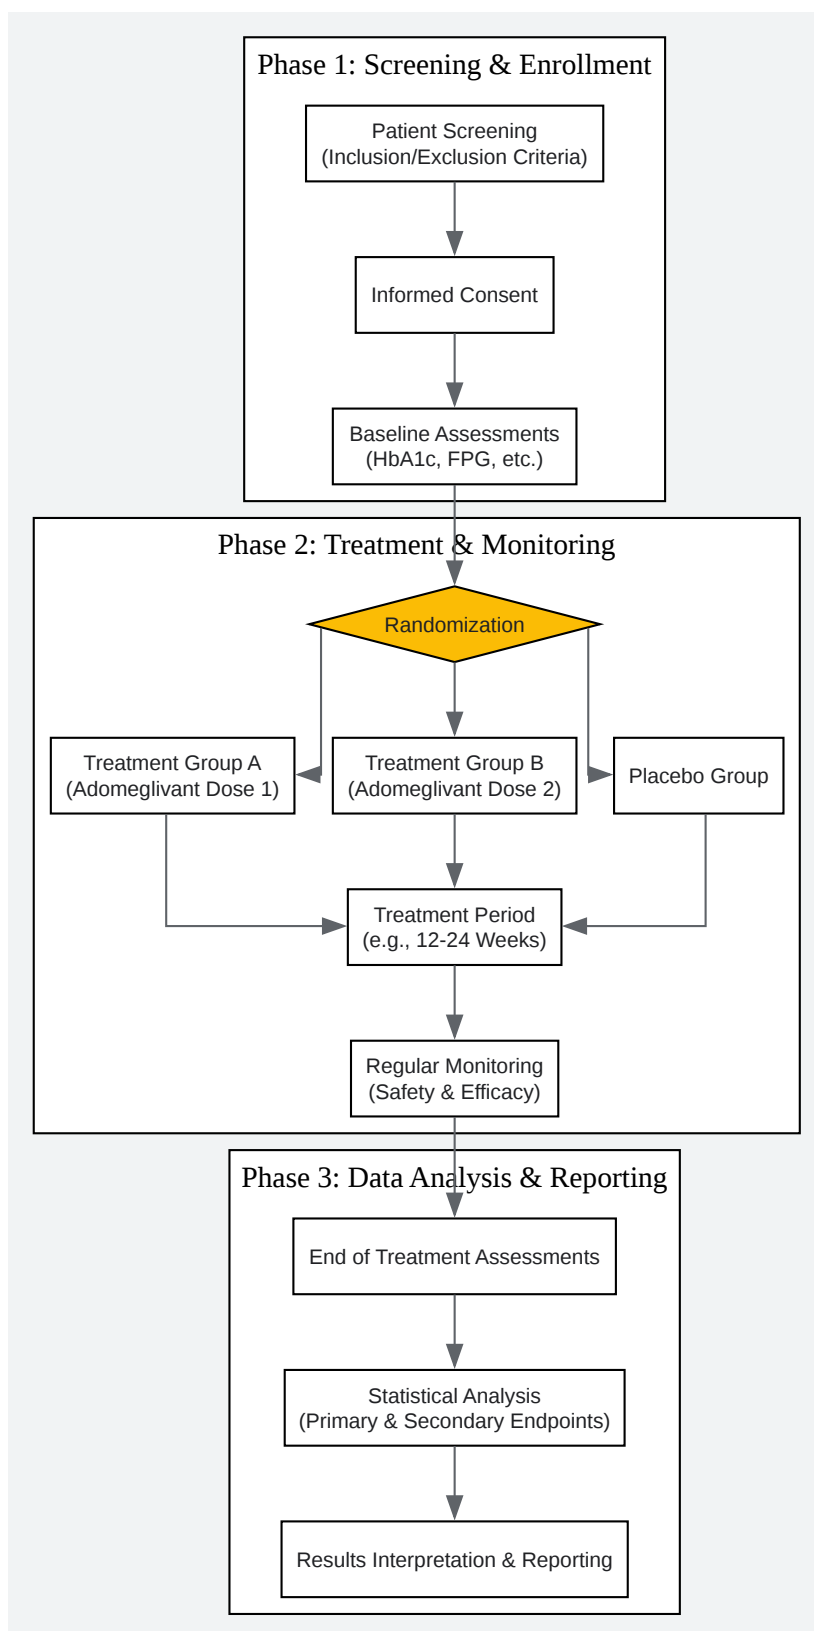 Phase 1: Screening & Enrollment
Patient Screening
(Inclusion/Exclusion Criteria)
Informed Consent
Baseline Assessments
(HbA1c, FPG, etc.)
Phase 2: Treatment & Monitoring
Randomization
Treatment Group A
(Adomeglivant Dose 1)
Treatment Group B
(Adomeglivant Dose 2)
Placebo Group
Treatment Period
(e.g., 12-24 Weeks)
Regular Monitoring
(Safety & Efficacy)
Phase 3: Data Analysis & Reporting
End of Treatment Assessments
Statistical Analysis
(Primary & Secondary Endpoints)
Results Interpretation & Reporting